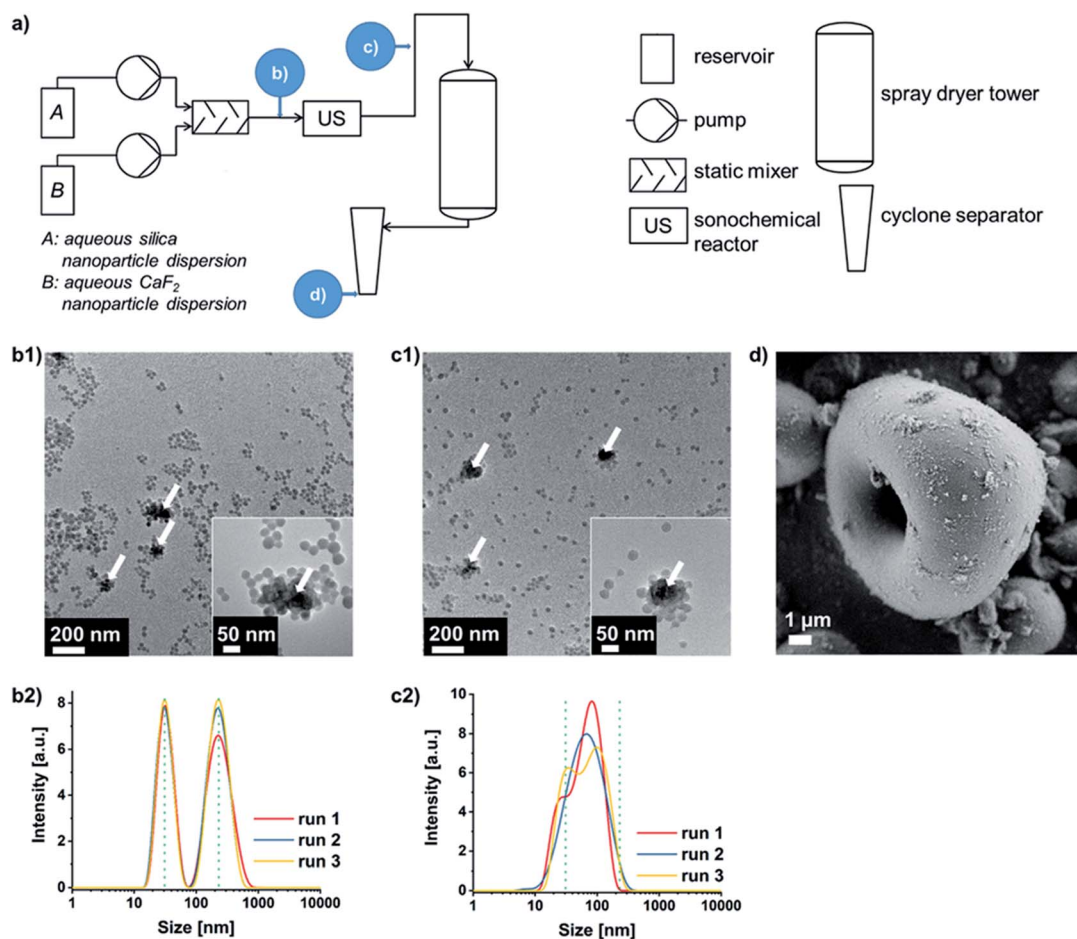 a)
b)
c)
d)
A
B
US
A: aqueous silica
nanoparticle dispersion
B: aqueous CaF2
nanoparticle dispersion
reservoir
pump
static mixer
US
sonochemical
reactor
spray dryer tower
cyclone separator
b1)
200 nm
50 nm
c1)
200 nm
50 nm
d)
1 µm
b2)
Intensity [a.u.]
8
6
4
2
0
run 1
run 2
run 3
1
10
100
1000
10000
Size [nm]
c2)
Intensity [a.u.]
10
8
6
4
2
0
run 1
run 2
run 3
1
10
100
1000
10000
Size [nm]